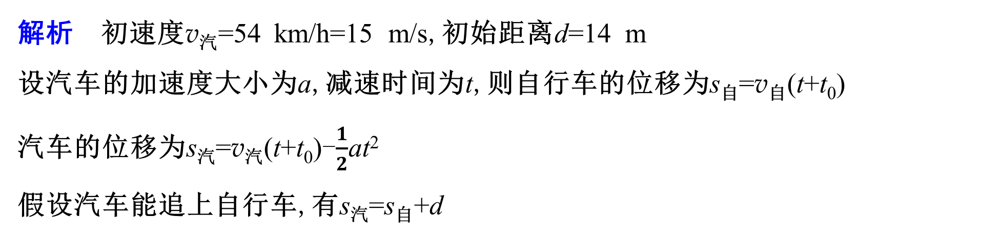 解析 初速度v汽=54 km/h=15 m/s,初始距离d=14 m
设汽车的加速度大小为a,减速时间为t,则自行车的位移为s自=v自(t+t₀)
汽车的位移为s汽=v汽(t+t₀)-1/2at²
假设汽车能追上自行车,有s汽=s自+d